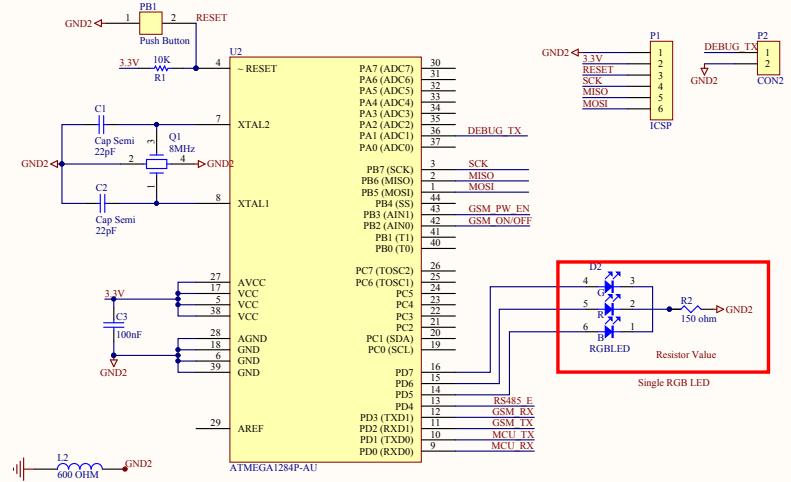 PB1
GND2
1
2
RESET
Push Button
3.3V
10K
R1
C1
Cap Semi
22pF
GND2
2
3
Q1
8MHz
4
GND2
1
C2
Cap Semi
22pF
3.3V
C3
100nF
GND2
L2
GND2
600 OHM
U2
4 ~RESET
7 XTAL2
8 XTAL1
27 AVCC
17 VCC
5 VCC
38 VCC
28 AGND
18 GND
6 GND
39 GND
29 AREF
PA7 (ADC7) 30
PA6 (ADC6) 31
PA5 (ADC5) 32
PA4 (ADC4) 33
PA3 (ADC3) 34
PA2 (ADC2) 35
PA1 (ADC1) 36 DEBUG_TX
PA0 (ADC0) 37
PB7 (SCK) 3 SCK
PB6 (MISO) 2 MISO
PB5 (MOSI) 1 MOSI
PB4 (SS) 44
PB3 (AIN1) 43 GSM_PW_EN
PB2 (AIN0) 42 GSM_ON/OFF
PB1 (T1) 41
PB0 (T0) 40
PC7 (TOSC2) 26
PC6 (TOSC1) 25
PC5 24
PC4 23
PC3 22
PC2 21
PC1 (SDA) 20
PC0 (SCL) 19
PD7 16
PD6 15
PD5 14
PD4 13 RS485_E
PD3 (TXD1) 12 GSM_RX
PD2 (RXD1) 11 GSM_TX
PD1 (TXD0) 10 MCU_TX
PD0 (RXD0) 9 MCU_RX
ATMEGA1284P-AU
P1
GND2 1
3.3V 2
RESET 3
SCK 4
MISO 5
MOSI 6
ICSP
P2
DEBUG_TX 1
2
GND2
CON2
D2
4 G 3
5 R 2
6 B 1
RGBLED
R2
150 ohm
GND2
Resistor Value
Single RGB LED